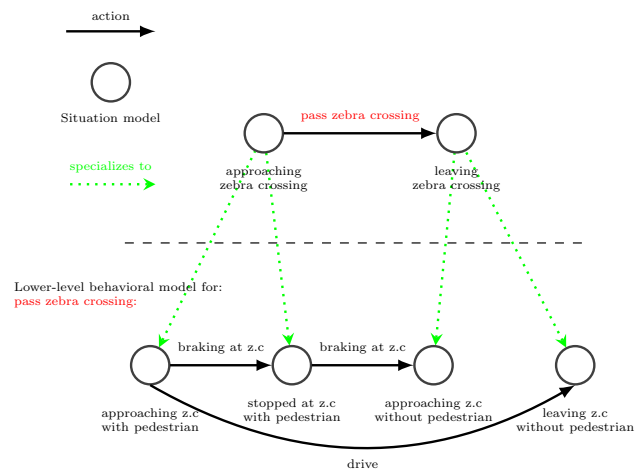 action
Situation model
specializes to
pass zebra crossing
approaching
zebra crossing
leaving
zebra crossing
Lower-level behavioral model for:
pass zebra crossing:
braking at z.c
braking at z.c
approaching z.c
with pedestrian
stopped at z.c
with pedestrian
approaching z.c
without pedestrian
leaving z.c
without pedestrian
drive